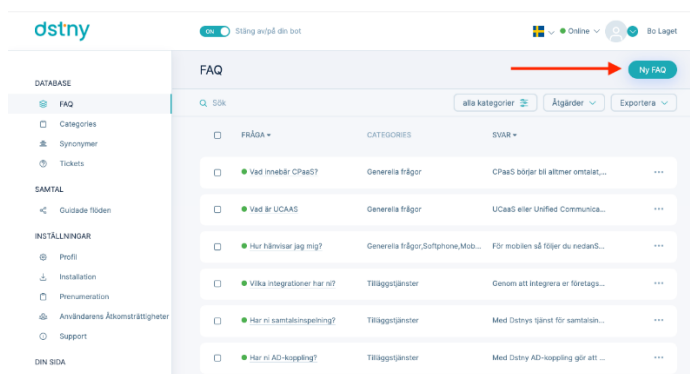 dstny
ON Stäng av/på din bot
Online Bo Laget
FAQ Ny FAQ
DATABASE
FAQ
Categories
Synonymer
Tickets
SAMTAL
Guidade flöden
INSTÄLLNINGAR
Profil
Installation
Prenumeration
Användarens Åtkomsträttigheter
Support
DIN SIDA
Sök alla kategorier Åtgärder Exportera
FRÅGA CATEGORIES SVAR
Vad innebär CPaaS? Generella frågor CPaaS börjar bli alltmer omtalat,...
Vad är UCAAS Generella frågor UCaaS eller Unified Communica...
Hur hänvisar jag mig? Generella frågor,Softphone,Mob... För mobilen så följer du nedanS...
Vilka integrationer har ni? Tilläggstjänster Genom att integrera er företags...
Har ni samtalsinspelning? Tilläggstjänster Med Dstnys tjänst för samtalsin...
Har ni AD-koppling? Tilläggstjänster Med Dstny AD-koppling gör att ...